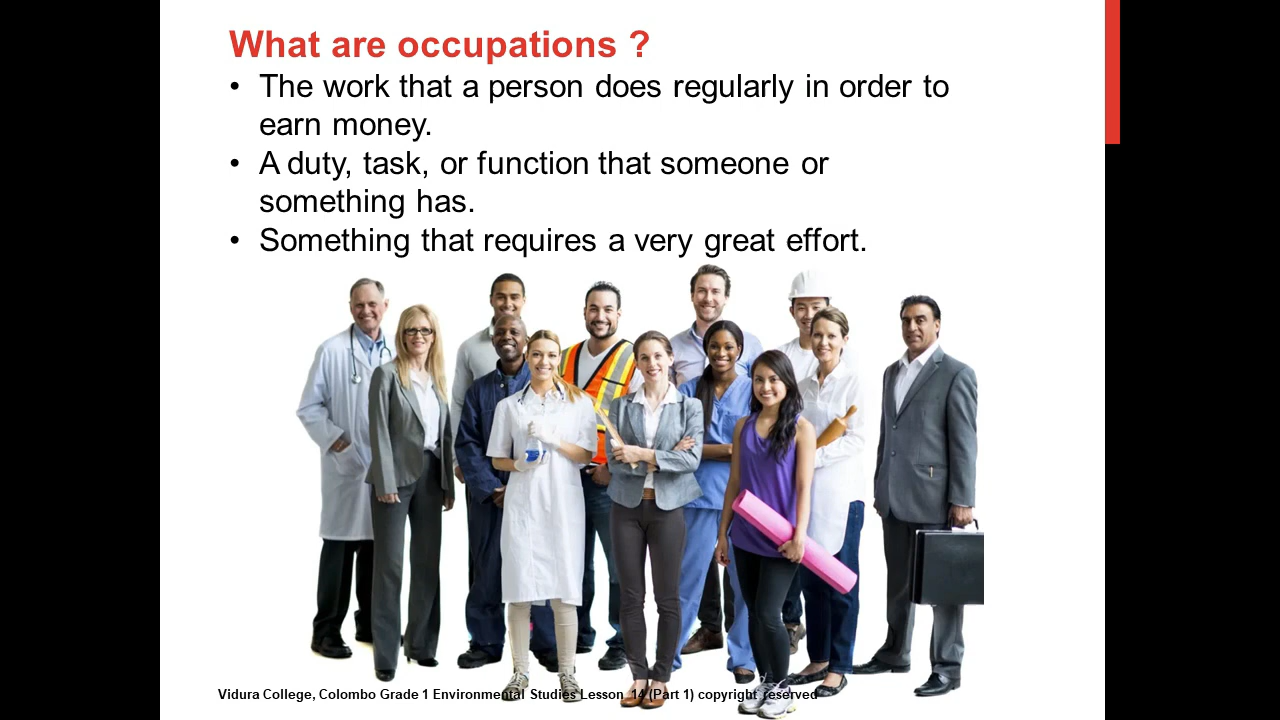 What are occupations ?
• The work that a person does regularly in order to
earn money.
• A duty, task, or function that someone or
something has.
• Something that requires a very great effort.
Vidura College, Colombo Grade 1 Environmental Studies Lesson 14 (Part 1) copyright reserved